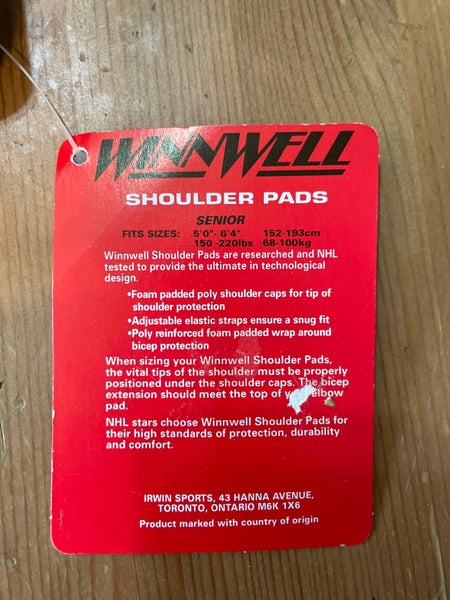 WINNWELL
SHOULDER PADS
SENIOR
FITS SIZES: 5'0"- 6'4" 152-193cm
150 -220lbs 68-100kg
Winnwell Shoulder Pads are researched and NHL
tested to provide the ultimate in technological
design.
•Foam padded poly shoulder caps for tip of
shoulder protection
•Adjustable elastic straps ensure a snug fit
•Poly reinforced foam padded wrap around
bicep protection
When sizing your Winnwell Shoulder Pads,
the vital tips of the shoulder must be properly
positioned under the shoulder caps. The bicep
extension should meet the top of elbow
pad.
NHL stars choose Winnwell Shoulder Pads for
their high standards of protection, durability
and comfort.
IRWIN SPORTS, 43 HANNA AVENUE,
TORONTO, ONTARIO M6K 1X6
Product marked with country of origin